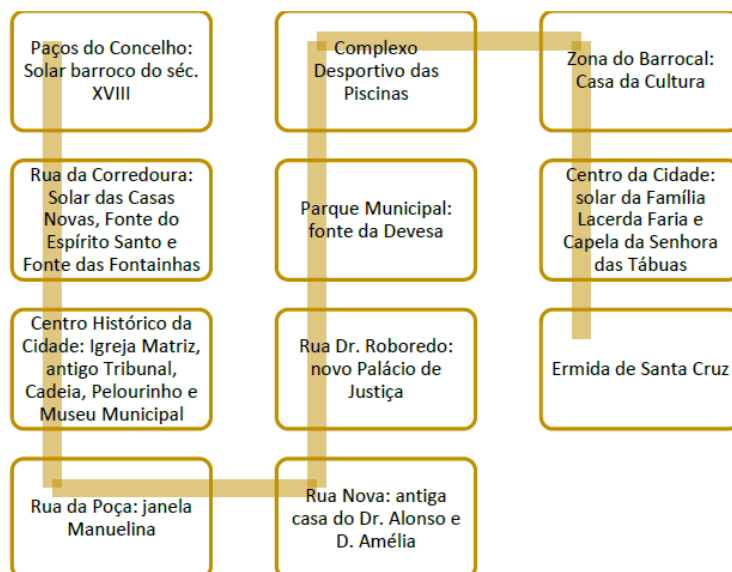 Paços do Concelho:
Solar barroco do séc.
XVIII
Rua da Corredoura:
Solar das Casas
Novas, Fonte do
Espírito Santo e
Fonte das Fontainhas
Centro Histórico da
Cidade: Igreja Matriz,
antigo Tribunal,
Cadeia, Pelourinho e
Museu Municipal
Rua da Poça: janela
Manuelina
Rua Nova: antiga
casa do Dr. Alonso e
D. Amélia
Rua Dr. Roboredo:
novo Palácio de
Justiça
Parque Municipal:
fonte da Devesa
Complexo
Desportivo das
Piscinas
Zona do Barrocal:
Casa da Cultura
Centro da Cidade:
solar da Família
Lacerda Faria e
Capela da Senhora
das Tábuas
Ermida de Santa Cruz